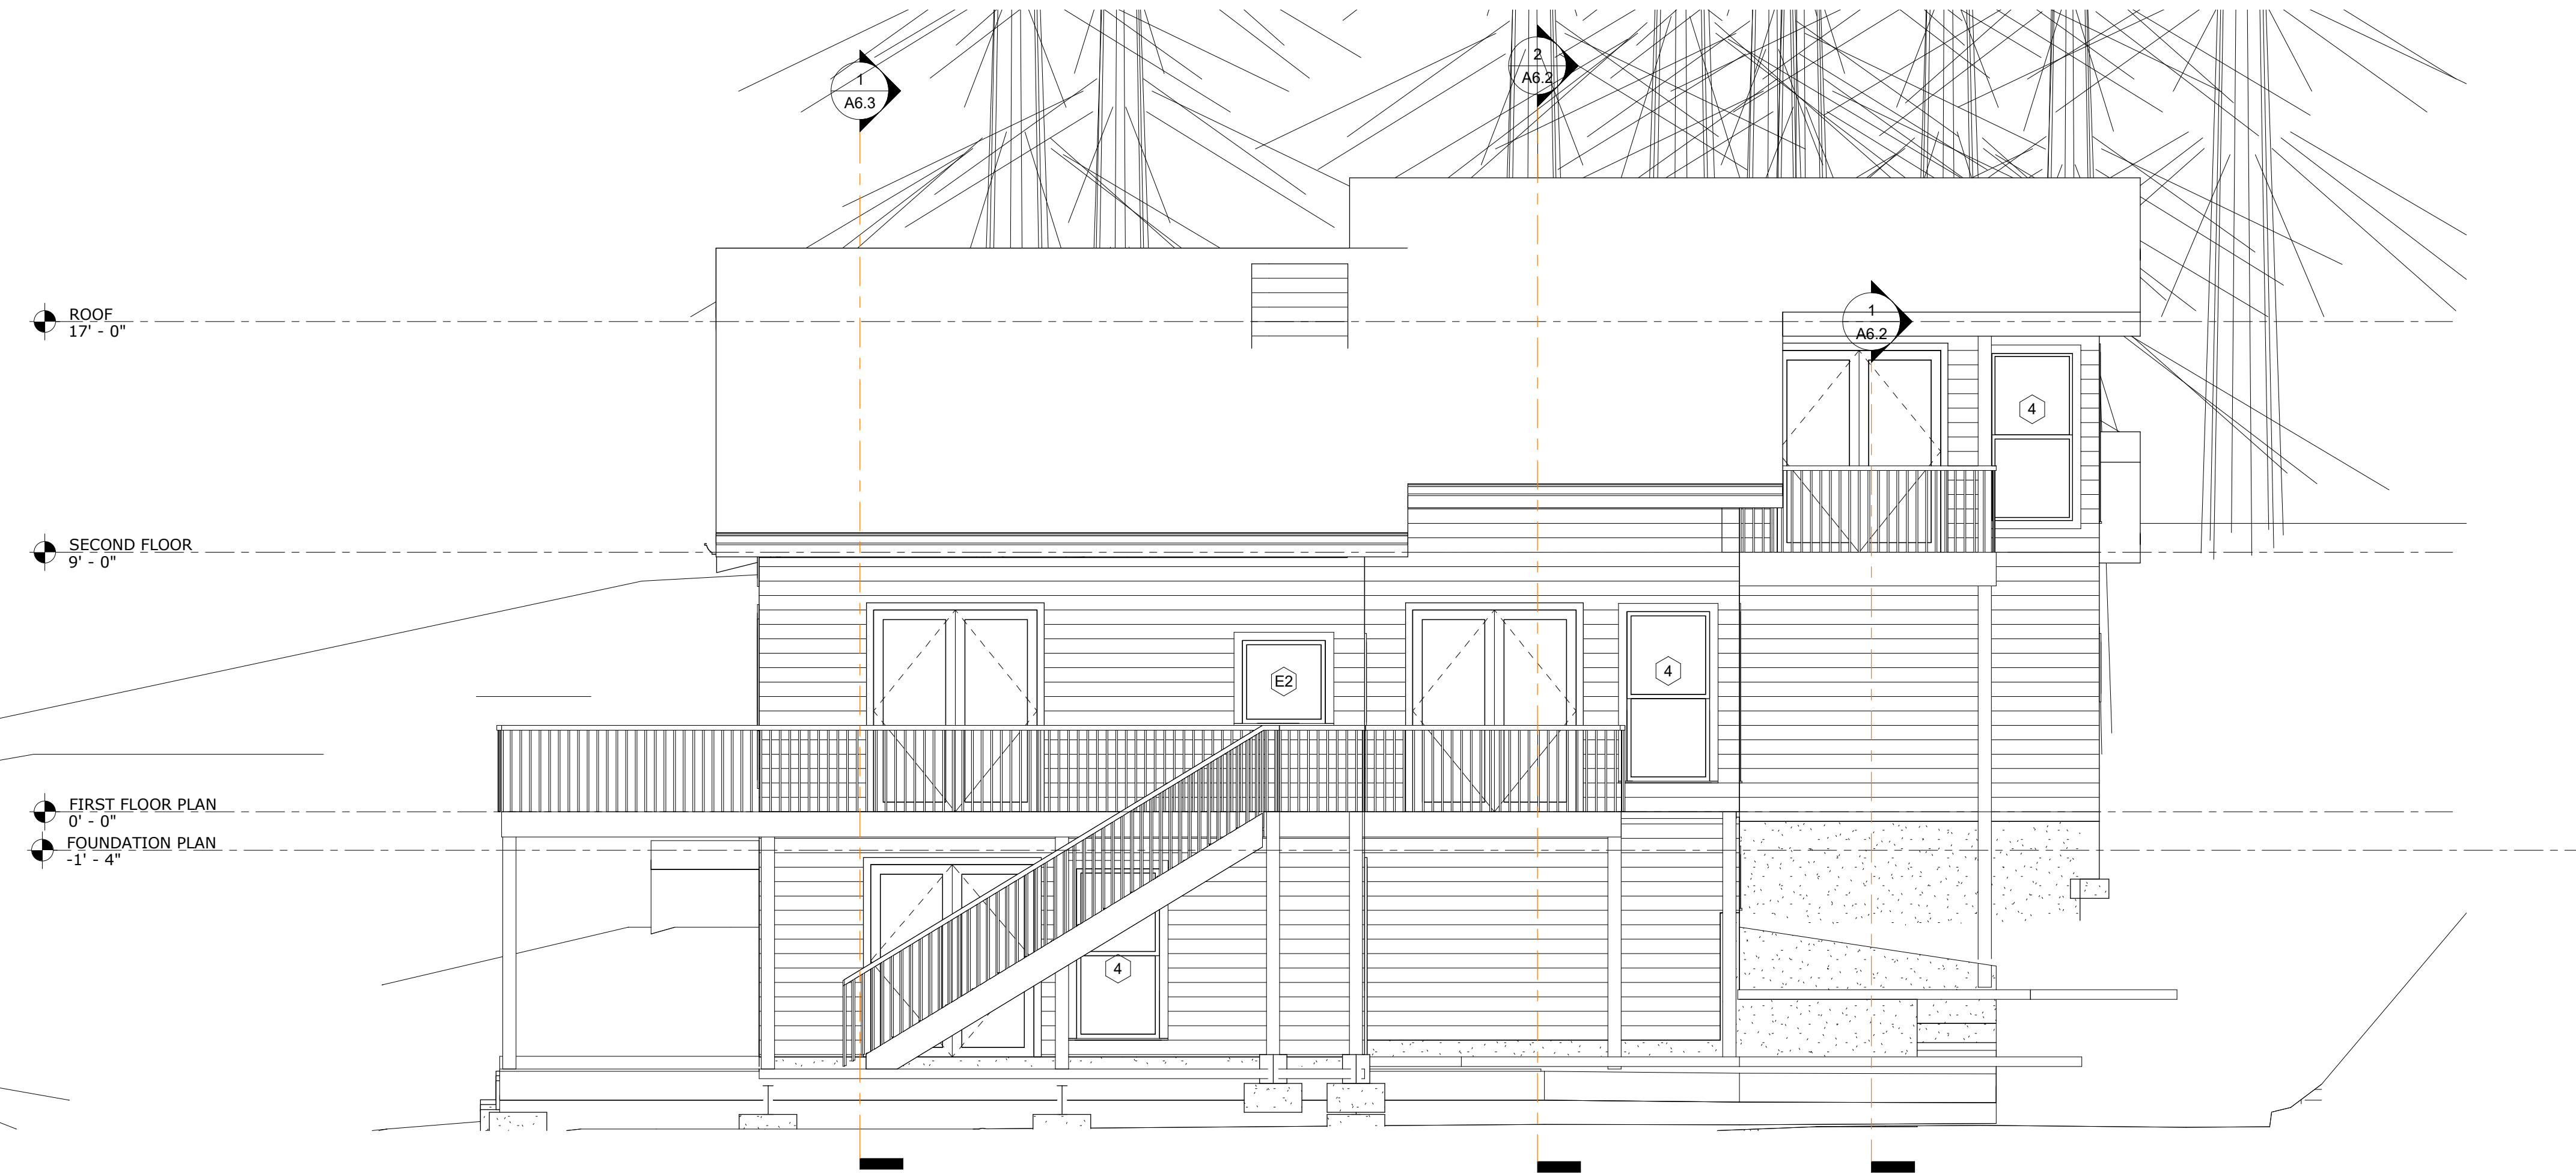 2
A6.2
1
A6.3
ROOF
17' - 0"
1
A6.2
4
SECOND FLOOR
9' - 0"
E2
4
FIRST FLOOR PLAN
0' - 0"
FOUNDATION PLAN
-1' - 4"
4